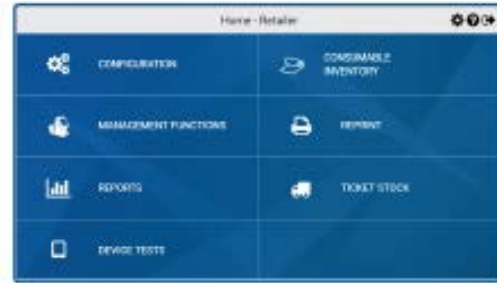 Home - Retailer
CONFIGURATION
CONSUMABLE
INVENTORY
MANAGEMENT FUNCTIONS
REPRINT
REPORTS
TICKET STOCK
DEVICE TESTS